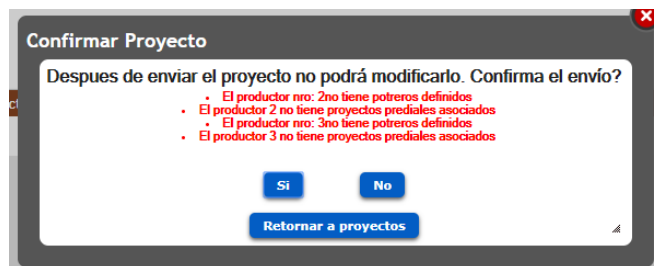 Confirmar Proyecto
Despues de enviar el proyecto no podrá modificarlo. Confirma el envío?
• El productor nro: 2no tiene potreros definidos
• El productor 2 no tiene proyectos prediales asociados
• El productor nro: 3no tiene potreros definidos
• El productor 3 no tiene proyectos prediales asociados
Si No
Retornar a proyectos